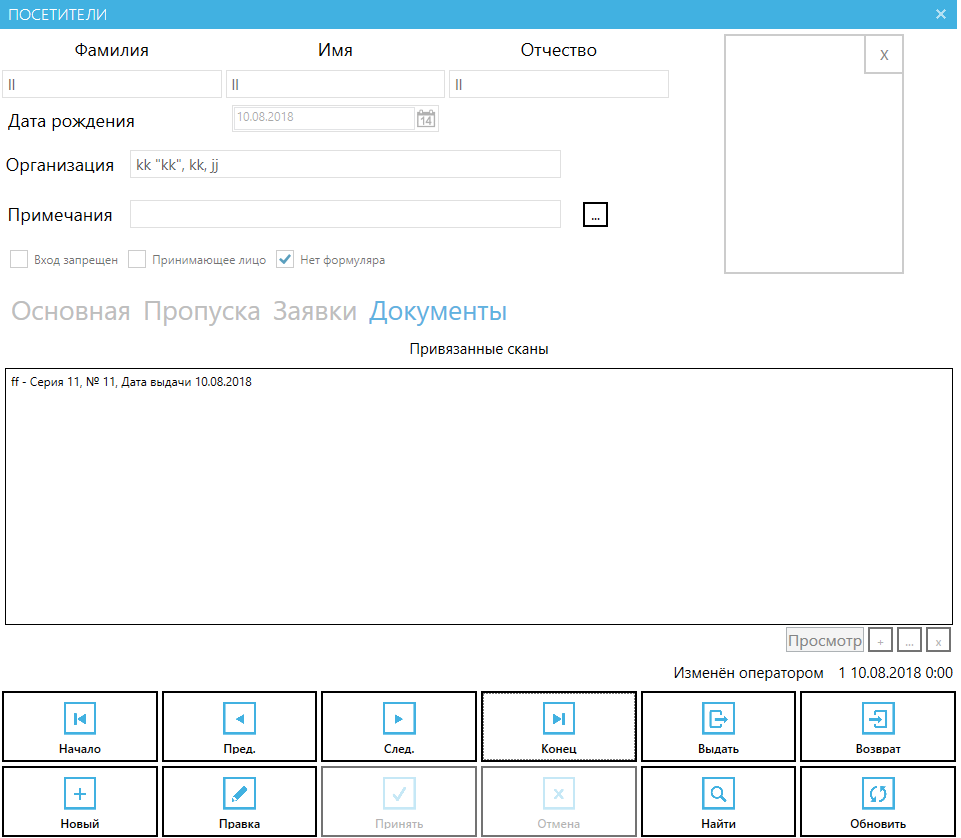 ПОСЕТИТЕЛИ
Фамилия Имя Отчество
ll ll ll
X
Дата рождения 10.08.2018 14
Организация kk "kk", kk, jj
Примечания ...
Вход запрещен Принимающее лицо Нет формуляра
Основная Пропуска Заявки Документы
Привязанные сканы
ff - Серия 11, № 11, Дата выдачи 10.08.2018
Просмотр + ... x
Изменён оператором 1 10.08.2018 0:00
Начало Пред. След. Конец Выдать Возврат
Новый Правка Принять Отмена Найти Обновить